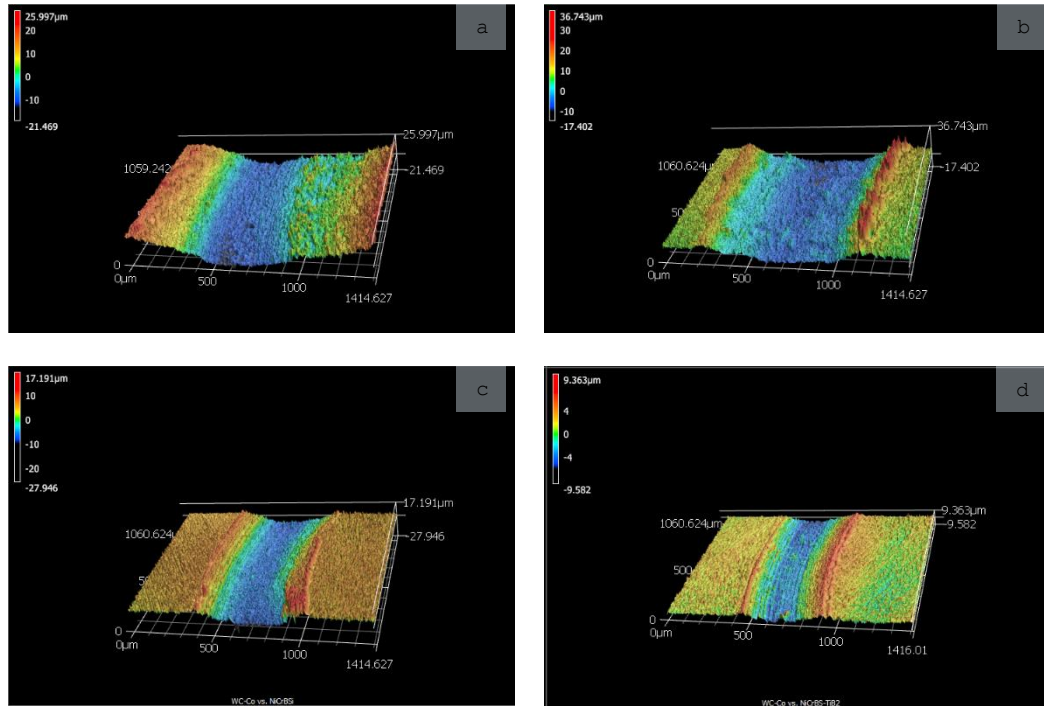 25.997µm
20
10
0
-10
-21.469
a
25.997µm
-21.469
1059.242
0
0µm
500
1000
1414.627
36.743µm
30
20
10
0
-10
-17.402
b
36.743µm
-17.402
1060.624µm
50
0
0µm
500
1000
1414.627
17.191µm
10
0
-10
-20
-27.946
c
17.191µm
-27.946
1060.624µm
0
0µm
500
1000
1414.627
WC-Co vs. NiCrBSi
9.363µm
4
0
-4
-9.582
d
9.363µm
-9.582
1060.624µm
500
0
0µm
500
1000
1416.01
WC-Co vs. NiCrBS-TiB2